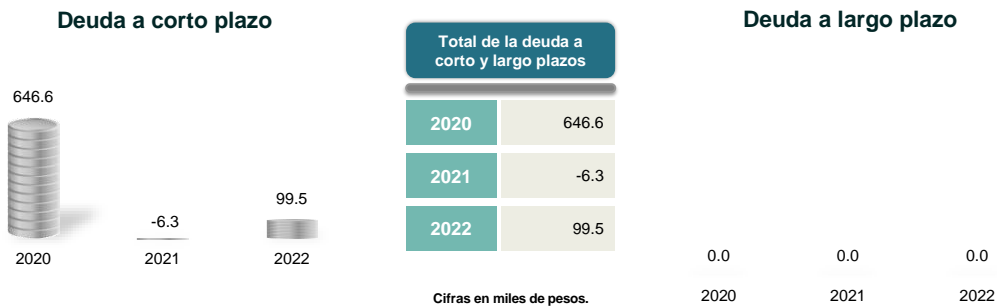 Deuda a corto plazo
646.6
-6.3
99.5
2020 2021 2022
Total de la deuda a
corto y largo plazos
2020 646.6
2021 -6.3
2022 99.5
Cifras en miles de pesos.
Deuda a largo plazo
0.0 0.0 0.0
2020 2021 2022